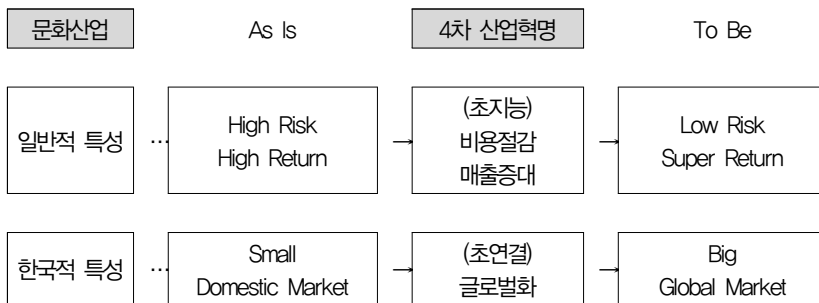 문화산업 As Is 4차 산업혁명 To Be
일반적 특성 … High Risk High Return → (초지능) 비용절감 매출증대 → Low Risk Super Return
한국적 특성 … Small Domestic Market → (초연결) 글로벌화 → Big Global Market